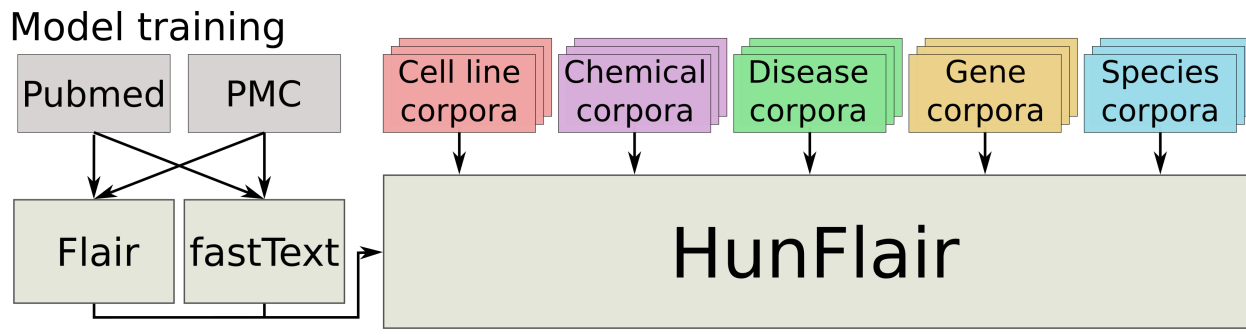 Model training
Pubmed
PMC
Cell line
corpora
Chemical
corpora
Disease
corpora
Gene
corpora
Species
corpora
Flair
fastText
HunFlair